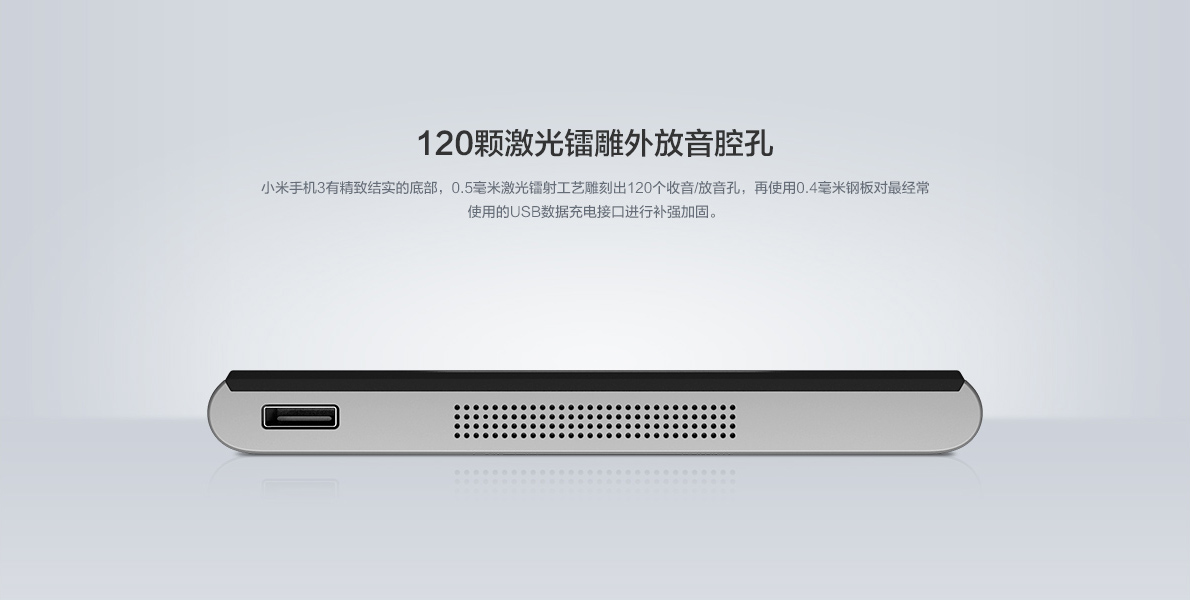 120颗激光镭雕外放音腔孔
小米手机3有精致结实的底部，0.5毫米激光镭射工艺雕刻出120个收音/放音孔，再使用0.4毫米钢板对最经常
使用的USB数据充电接口进行补强加固。